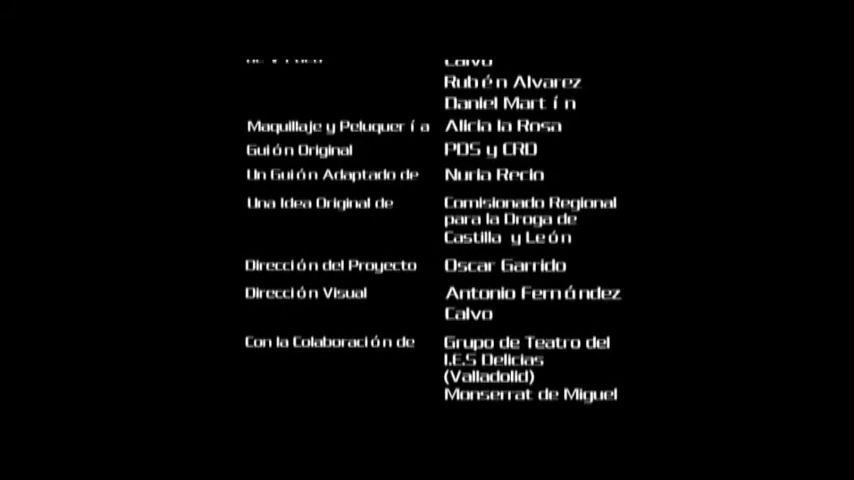 Calvo
Rubén Alvarez
Daniel Martín
Maquillaje y Peluquería Alicia la Rosa
Guión Original PDS y CRD
Un Guión Adaptado de Nuria Recio
Una Idea Original de Comisionado Regional
para la Droga de
Castilla y León
Dirección del Proyecto Oscar Garrido
Dirección Visual Antonio Fernández
Calvo
Con la Colaboración de Grupo de Teatro del
I.E.S Delicias
(Valladolid)
Monserrat de Miguel